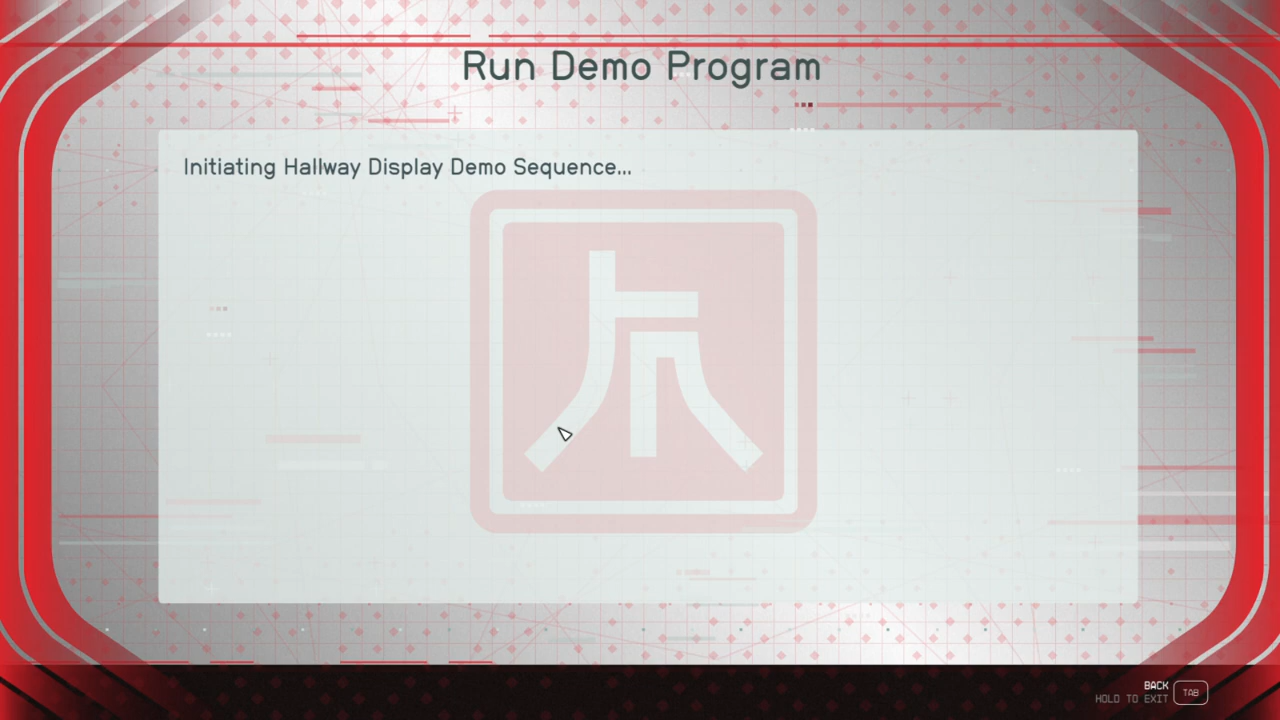 Run Demo Program
Initiating Hallway Display Demo Sequence...
BACK
HOLD TO EXIT
TAB